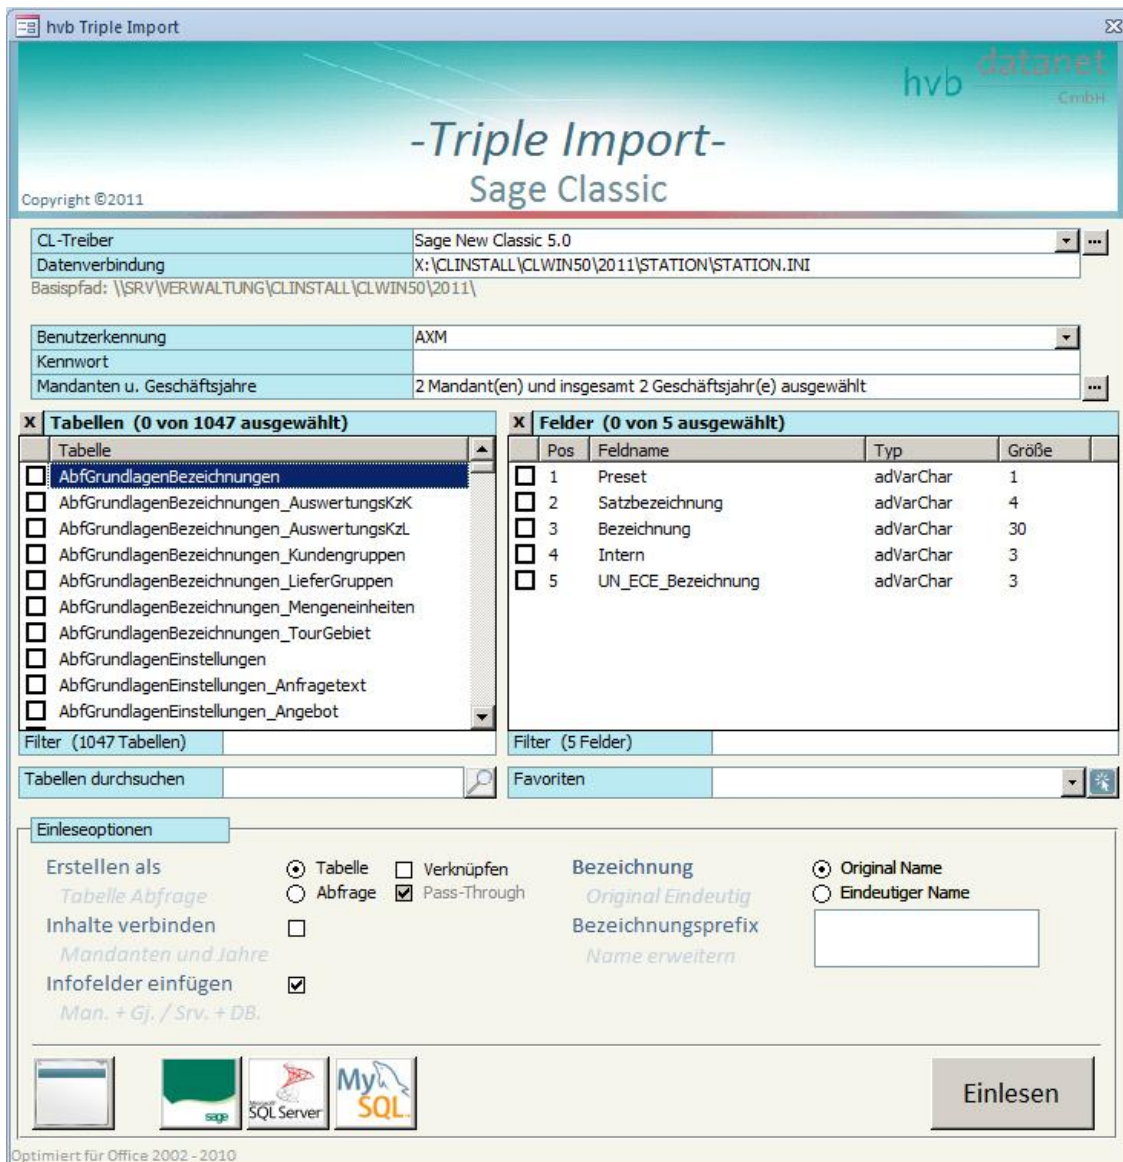 hvb Triple Import
hvb datanet
GmbH
-Triple Import-
Sage Classic
Copyright ©2011
CL-Treiber Sage New Classic 5.0
Datenverbindung X:\CLINSTALL\CLWIN50\2011\STATION\STATION.INI
Basispfad: \\SRV\VERWALTUNG\CLINSTALL\CLWIN50\2011\
Benutzerkennung AXM
Kennwort
Mandanten u. Geschäftsjahre 2 Mandant(en) und insgesamt 2 Geschäftsjahr(e) ausgewählt
X Tabellen (0 von 1047 ausgewählt)
Tabelle
AbfGrundlagenBezeichnungen
AbfGrundlagenBezeichnungen_AuswertungsKzK
AbfGrundlagenBezeichnungen_AuswertungsKzL
AbfGrundlagenBezeichnungen_Kundengruppen
AbfGrundlagenBezeichnungen_LieferGruppen
AbfGrundlagenBezeichnungen_Mengeneinheiten
AbfGrundlagenBezeichnungen_TourGebiet
AbfGrundlagenEinstellungen
AbfGrundlagenEinstellungen_Anfragetext
AbfGrundlagenEinstellungen_Angebot
Filter (1047 Tabellen)
Tabellen durchsuchen
X Felder (0 von 5 ausgewählt)
Pos Feldname Typ Größe
1 Preset adVarChar 1
2 Satzbezeichnung adVarChar 4
3 Bezeichnung adVarChar 30
4 Intern adVarChar 3
5 UN_ECE_Bezeichnung adVarChar 3
Filter (5 Felder)
Favoriten
Einleseoptionen
Erstellen als Tabelle Verknüpfen
Tabelle Abfrage Abfrage Pass-Through
Inhalte verbinden
Mandanten und Jahre
Infofelder einfügen
Man. + Gj. / Srv. + DB.
Bezeichnung Original Name
Original Eindeutig Eindeutiger Name
Bezeichnungsprefix
Name erweitern
sage
Microsoft
SQL Server
MySQL
Einlesen
Optimiert für Office 2002 - 2010